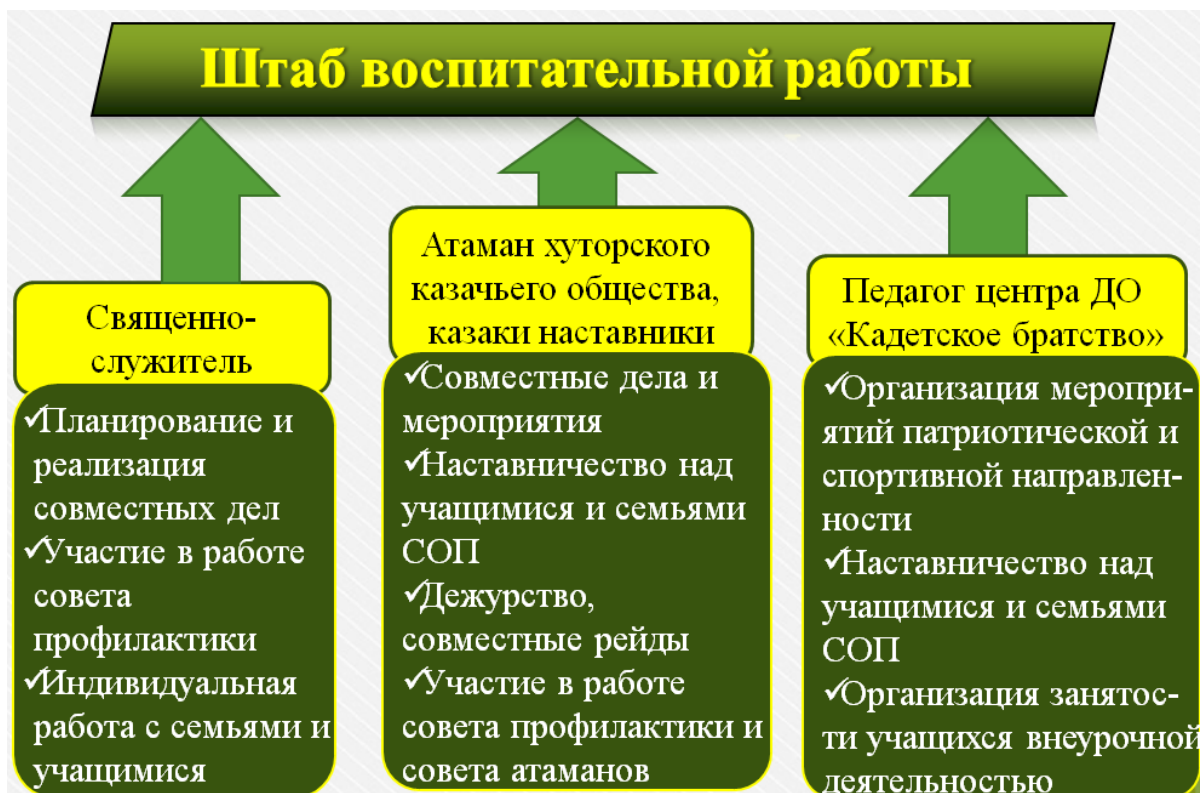 Штаб воспитательной работы
Священно-
служитель
✓Планирование и
реализация
совместных дел
✓Участие в работе
совета
профилактики
✓Индивидуальная
работа с семьями и
учащимися
Атаман хуторского
казачьего общества,
казаки наставники
✓Совместные дела и
мероприятия
✓Наставничество над
учащимися и семьями
СОП
✓Дежурство,
совместные рейды
✓Участие в работе
совета профилактики и
совета атаманов
Педагог центра ДО
«Кадетское братство»
✓Организация меропри-
ятий патриотической и
спортивной направлен-
ности
✓Наставничество над
учащимися и семьями
СОП
✓Организация занятос-
ти учащихся внеурочной
деятельностью